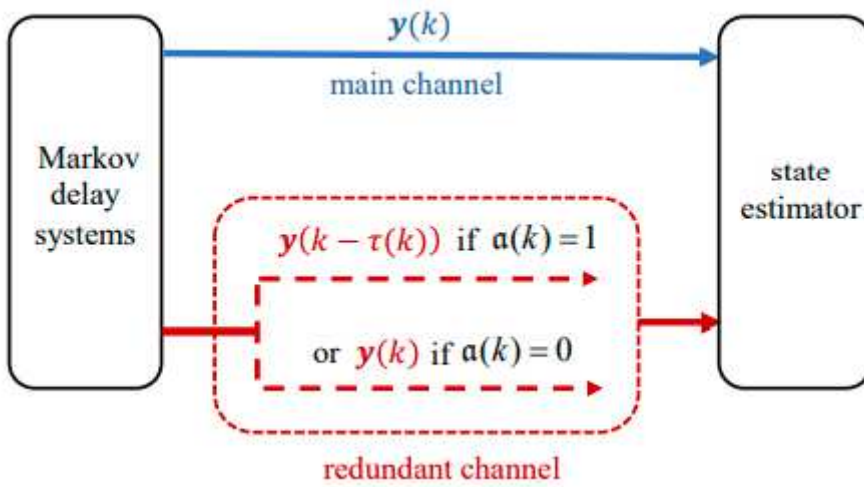 y(k)
main channel
Markov
delay
systems
state
estimator
y(k − τ(k)) if 𝔞(k) = 1
or y(k) if 𝔞(k) = 0
redundant channel